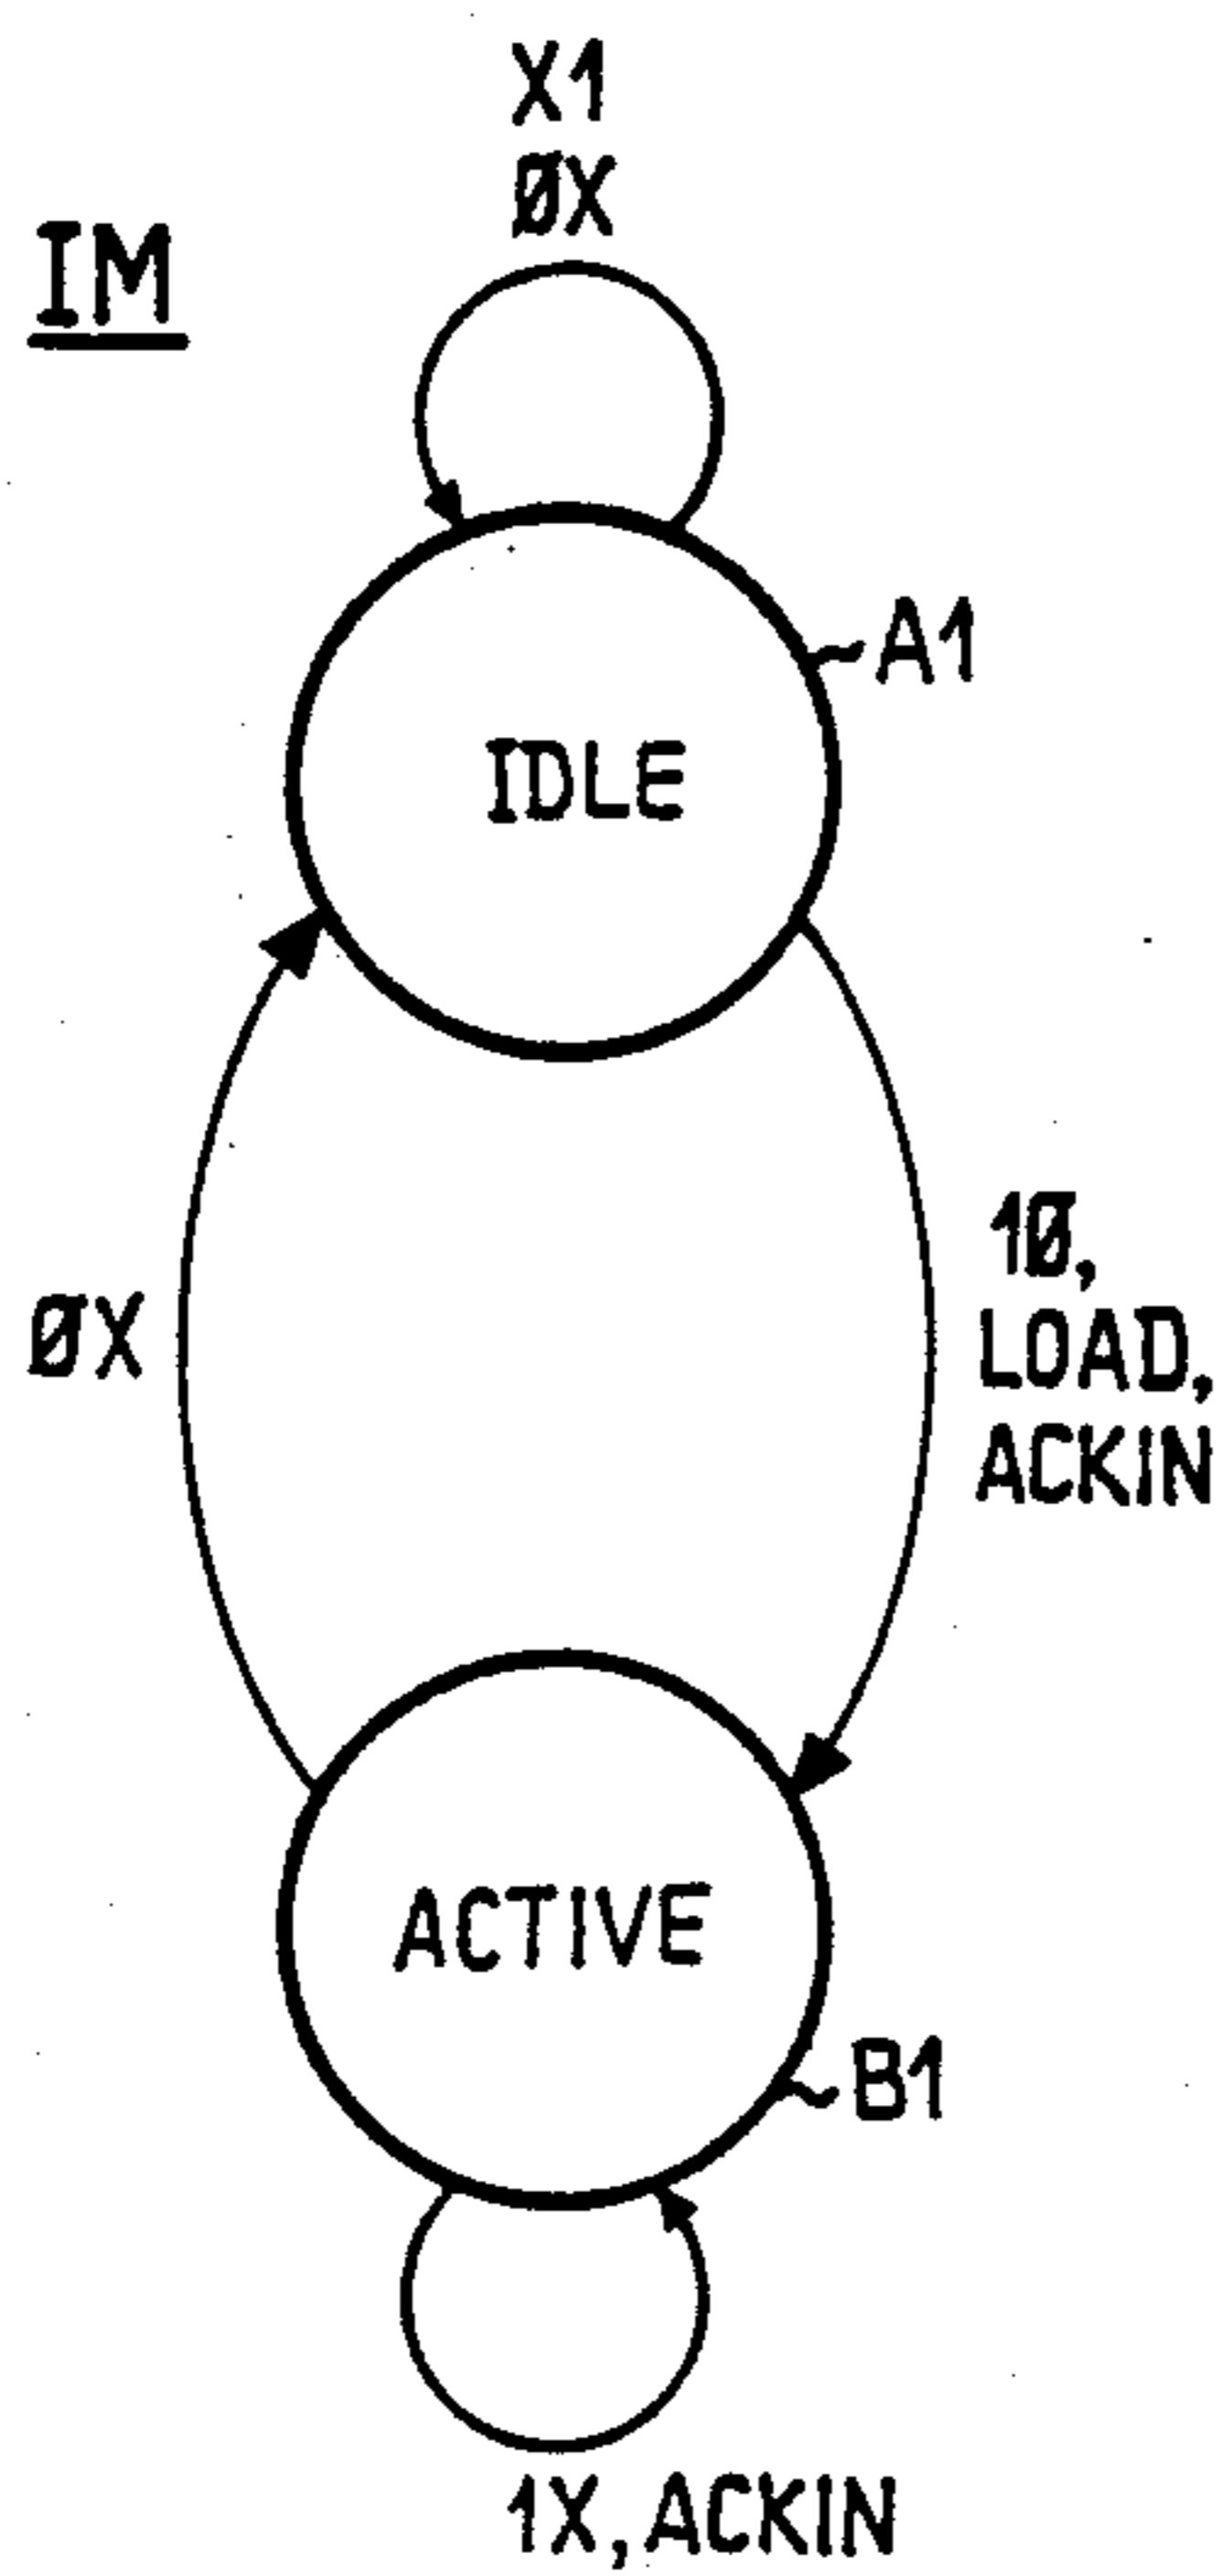 X1
ØX
IM
A1
IDLE
1Ø,
LOAD,
ACKIN
ØX
ACTIVE
B1
1X, ACKIN